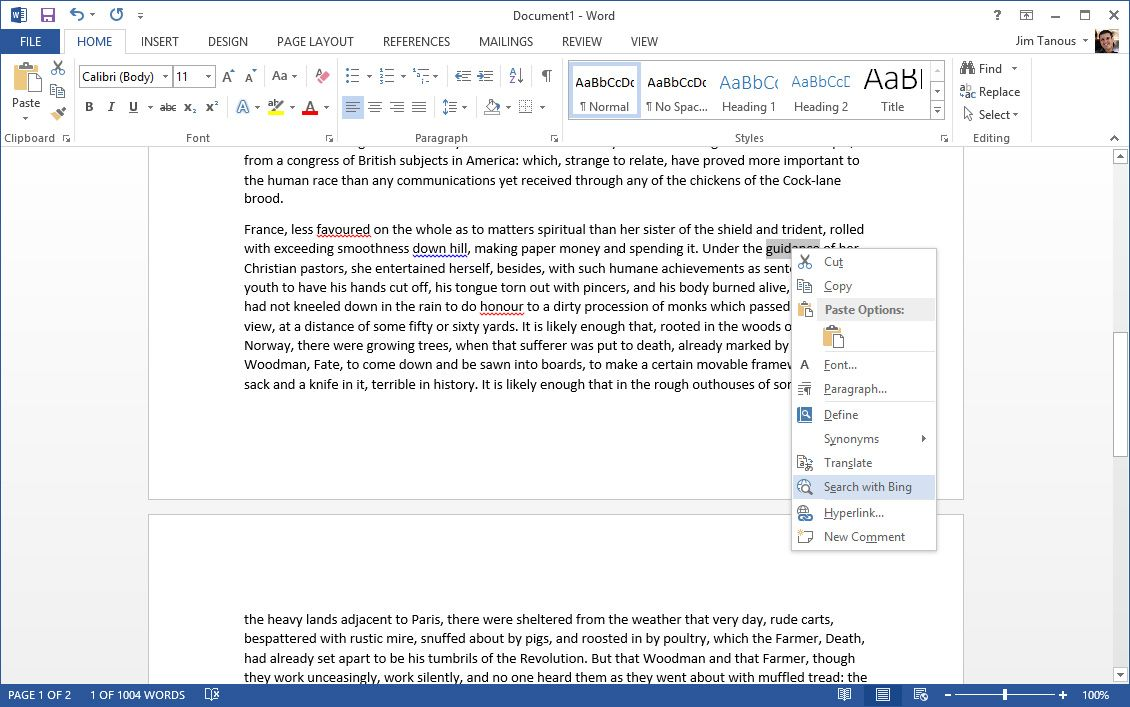 Document1 - Word
?
FILE HOME INSERT DESIGN PAGE LAYOUT REFERENCES MAILINGS REVIEW VIEW Jim Tanous
Paste
Calibri (Body) 11 A A Aa
B I U abc x₂ x² A ab A
AaBbCcDc AaBbCcDc AaBbCc AaBbCcD AaBl
¶ Normal ¶ No Spac... Heading 1 Heading 2 Title
Find
Replace
Select
Clipboard Font Paragraph Styles Editing
from a congress of British subjects in America: which, strange to relate, have proved more important to
the human race than any communications yet received through any of the chickens of the Cock-lane
brood.
France, less favoured on the whole as to matters spiritual than her sister of the shield and trident, rolled
with exceeding smoothness down hill, making paper money and spending it. Under the guidance of her
Christian pastors, she entertained herself, besides, with such humane achievements as sent
youth to have his hands cut off, his tongue torn out with pincers, and his body burned alive,
had not kneeled down in the rain to do honour to a dirty procession of monks which passed
view, at a distance of some fifty or sixty yards. It is likely enough that, rooted in the woods o
Norway, there were growing trees, when that sufferer was put to death, already marked by
Woodman, Fate, to come down and be sawn into boards, to make a certain movable framew
sack and a knife in it, terrible in history. It is likely enough that in the rough outhouses of so
Cut
Copy
Paste Options:
Font...
Paragraph...
Define
Synonyms
Translate
Search with Bing
Hyperlink...
New Comment
the heavy lands adjacent to Paris, there were sheltered from the weather that very day, rude carts,
bespattered with rustic mire, snuffed about by pigs, and roosted in by poultry, which the Farmer, Death,
had already set apart to be his tumbrils of the Revolution. But that Woodman and that Farmer, though
they work unceasingly, work silently, and no one heard them as they went about with muffled tread: the
PAGE 1 OF 2 1 OF 1004 WORDS 100%